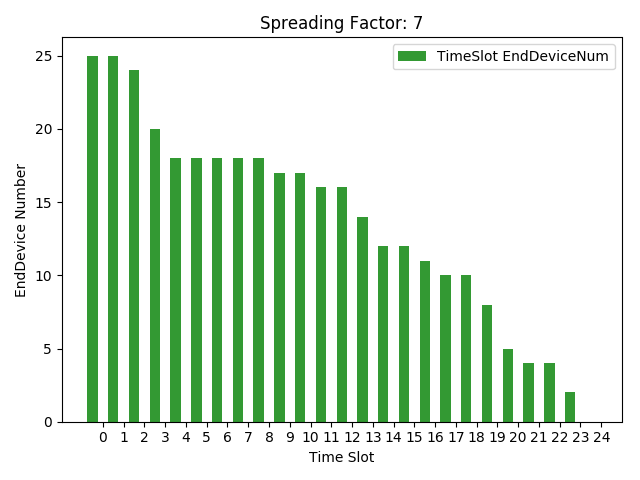 Spreading Factor: 7
TimeSlot EndDeviceNum
EndDevice Number
25
20
15
10
5
0
0 1 2 3 4 5 6 7 8 9 10 11 12 13 14 15 16 17 18 19 20 21 22 23 24
Time Slot